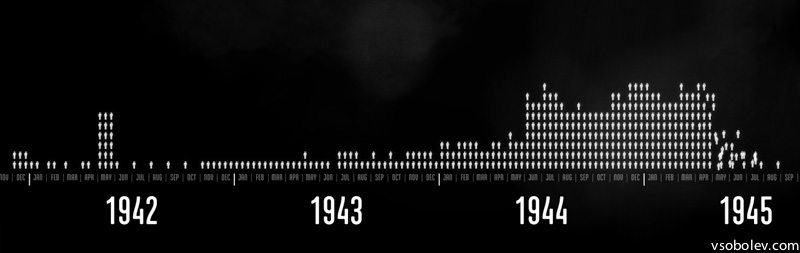 NOV | DEC | JAN | FEB | MAR | APR | MAY | JUN | JUL | AUG | SEP | OCT | NOV | DEC | JAN | FEB | MAR | APR | MAY | JUN | JUL | AUG | SEP | OCT | NOV | DEC | JAN | FEB | MAR | APR | MAY | JUN | JUL | AUG | SEP | OCT | NOV | DEC | JAN | FEB | MAR | APR | MAY | JUN | JUL | AUG | SEP
1942 1943 1944 1945
vsobolev.com